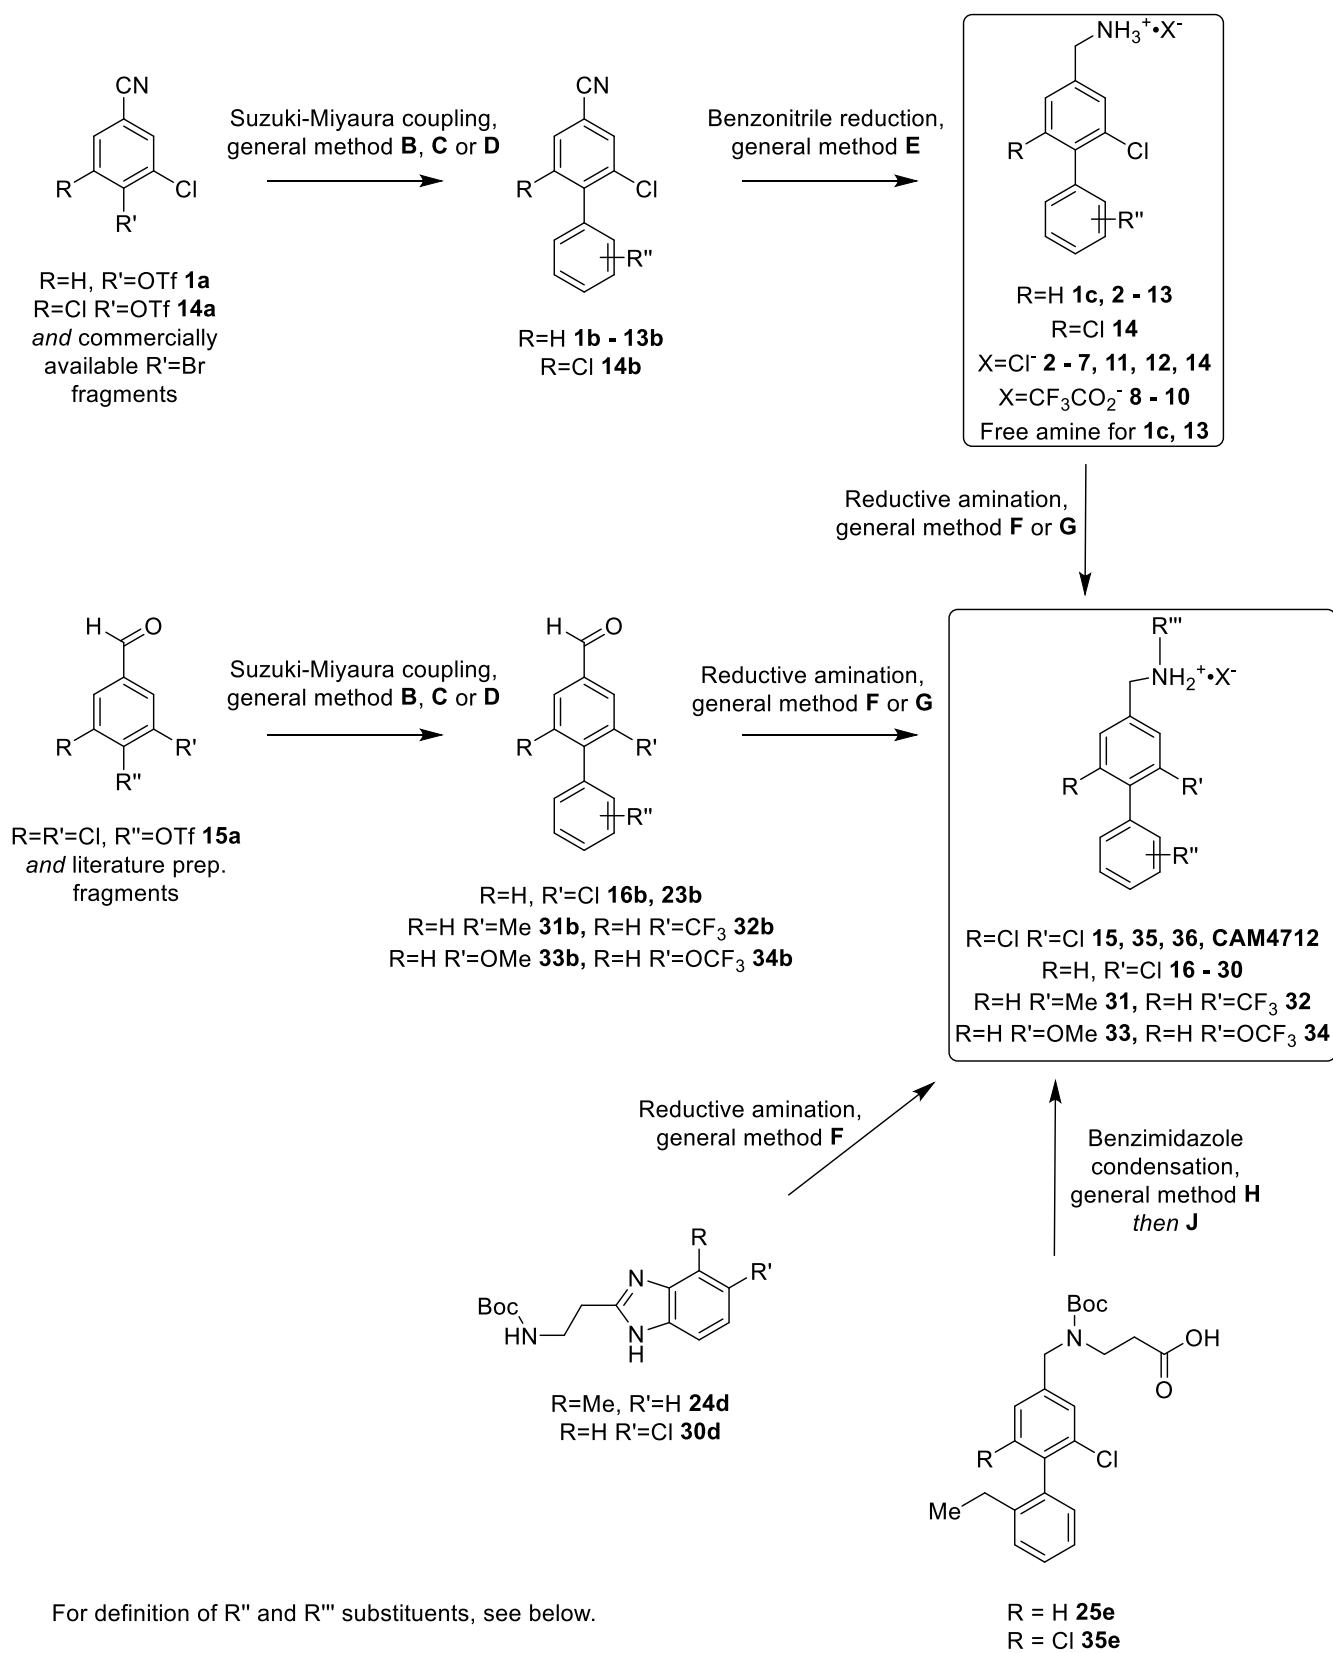 CN
R
Cl
R'
R=H, R'=OTf 1a
R=Cl R'=OTf 14a
and commercially
available R'=Br
fragments
Suzuki-Miyaura coupling,
general method B, C or D
CN
R
Cl
R"
R=H 1b - 13b
R=Cl 14b
Benzonitrile reduction,
general method E
NH3+•X-
R
Cl
R"
R=H 1c, 2 - 13
R=Cl 14
X=Cl- 2 - 7, 11, 12, 14
X=CF3CO2- 8 - 10
Free amine for 1c, 13
Reductive amination,
general method F or G
H
O
R
R'
R"
R=R'=Cl, R"=OTf 15a
and literature prep.
fragments
Suzuki-Miyaura coupling,
general method B, C or D
H
O
R
R'
R"
R=H, R'=Cl 16b, 23b
R=H R'=Me 31b, R=H R'=CF3 32b
R=H R'=OMe 33b, R=H R'=OCF3 34b
Reductive amination,
general method F or G
R'''
NH2+•X-
R
R'
R"
R=Cl R'=Cl 15, 35, 36, CAM4712
R=H, R'=Cl 16 - 30
R=H R'=Me 31, R=H R'=CF3 32
R=H R'=OMe 33, R=H R'=OCF3 34
Reductive amination,
general method F
Benzimidazole
condensation,
general method H
then J
R
R'
N
Boc
HN
N
H
R=Me, R'=H 24d
R=H R'=Cl 30d
Boc
N
OH
O
R
Cl
Me
R = H 25e
R = Cl 35e
For definition of R" and R''' substituents, see below.